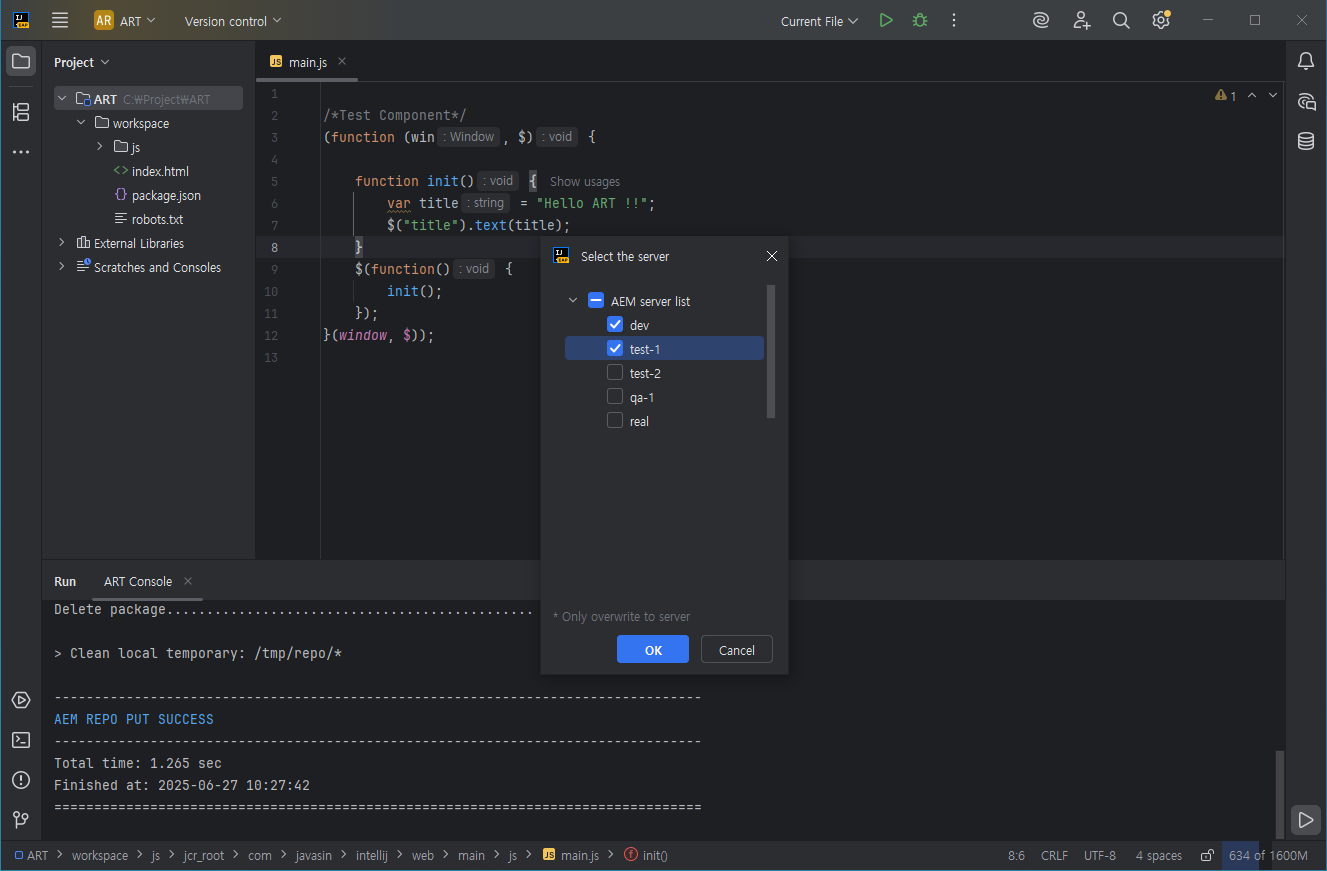 AR ART Version control Current File
Project
main.js
ART C:₩Project₩ART
workspace
js
index.html
package.json
robots.txt
External Libraries
Scratches and Consoles
1
1
2 /*Test Component*/
3 (function (win : Window , $) : void {
4
5 function init() : void { Show usages
6 var title : string = "Hello ART !!";
7 $("title").text(title);
8 }
9 $(function() : void {
10 init();
11 });
12 }(window, $));
13
Select the server
AEM server list
dev
test-1
test-2
qa-1
real
* Only overwrite to server
OK Cancel
Run ART Console
Delete package..............................................
> Clean local temporary: /tmp/repo/*
---------------------------------------------------------------------------------
AEM REPO PUT SUCCESS
---------------------------------------------------------------------------------
Total time: 1.265 sec
Finished at: 2025-06-27 10:27:42
=================================================================================
ART > workspace > js > jcr_root > com > javasin > intellij > web > main > js > JS main.js > f init() 8:6 CRLF UTF-8 4 spaces 634 of 1600M